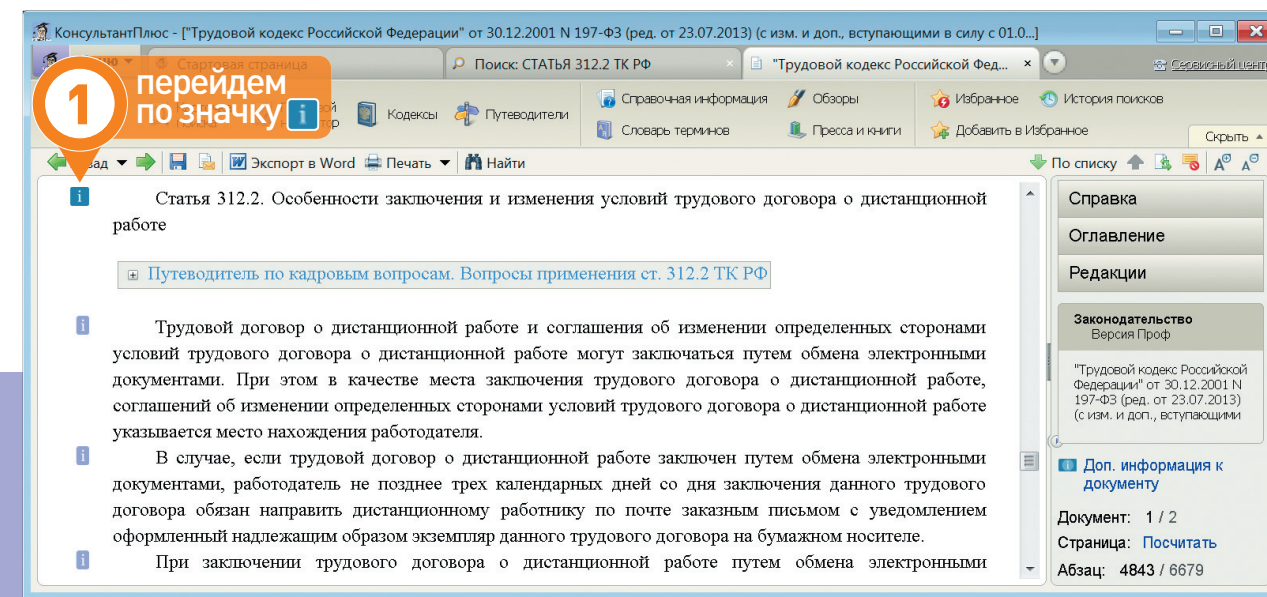 КонсультантПлюс - ["Трудовой кодекс Российской Федерации" от 30.12.2001 N 197-ФЗ (ред. от 23.07.2013) (с изм. и доп., вступающими в силу с 01.0...]
Стартовая страница
Поиск: СТАТЬЯ 312.2 ТК РФ
"Трудовой кодекс Российской Фед...
Сервисный цент
1
перейдем
по значку i
Кодексы
Путеводители
Справочная информация
Словарь терминов
Обзоры
Пресса и книги
Избранное
Добавить в Избранное
История поисков
Скрыть
Экспорт в Word
Печать
Найти
По списку
Статья 312.2. Особенности заключения и изменения условий трудового договора о дистанционной
работе
Путеводитель по кадровым вопросам. Вопросы применения ст. 312.2 ТК РФ
Трудовой договор о дистанционной работе и соглашения об изменении определенных сторонами
условий трудового договора о дистанционной работе могут заключаться путем обмена электронными
документами. При этом в качестве места заключения трудового договора о дистанционной работе,
соглашений об изменении определенных сторонами условий трудового договора о дистанционной работе
указывается место нахождения работодателя.
В случае, если трудовой договор о дистанционной работе заключен путем обмена электронными
документами, работодатель не позднее трех календарных дней со дня заключения данного трудового
договора обязан направить дистанционному работнику по почте заказным письмом с уведомлением
оформленный надлежащим образом экземпляр данного трудового договора на бумажном носителе.
При заключении трудового договора о дистанционной работе путем обмена электронными
Справка
Оглавление
Редакции
Законодательство
Версия Проф
"Трудовой кодекс Российской
Федерации" от 30.12.2001 N
197-ФЗ (ред. от 23.07.2013)
(с изм. и доп., вступающими
Доп. информация к
документу
Документ: 1 / 2
Страница: Посчитать
Абзац: 4843 / 6679